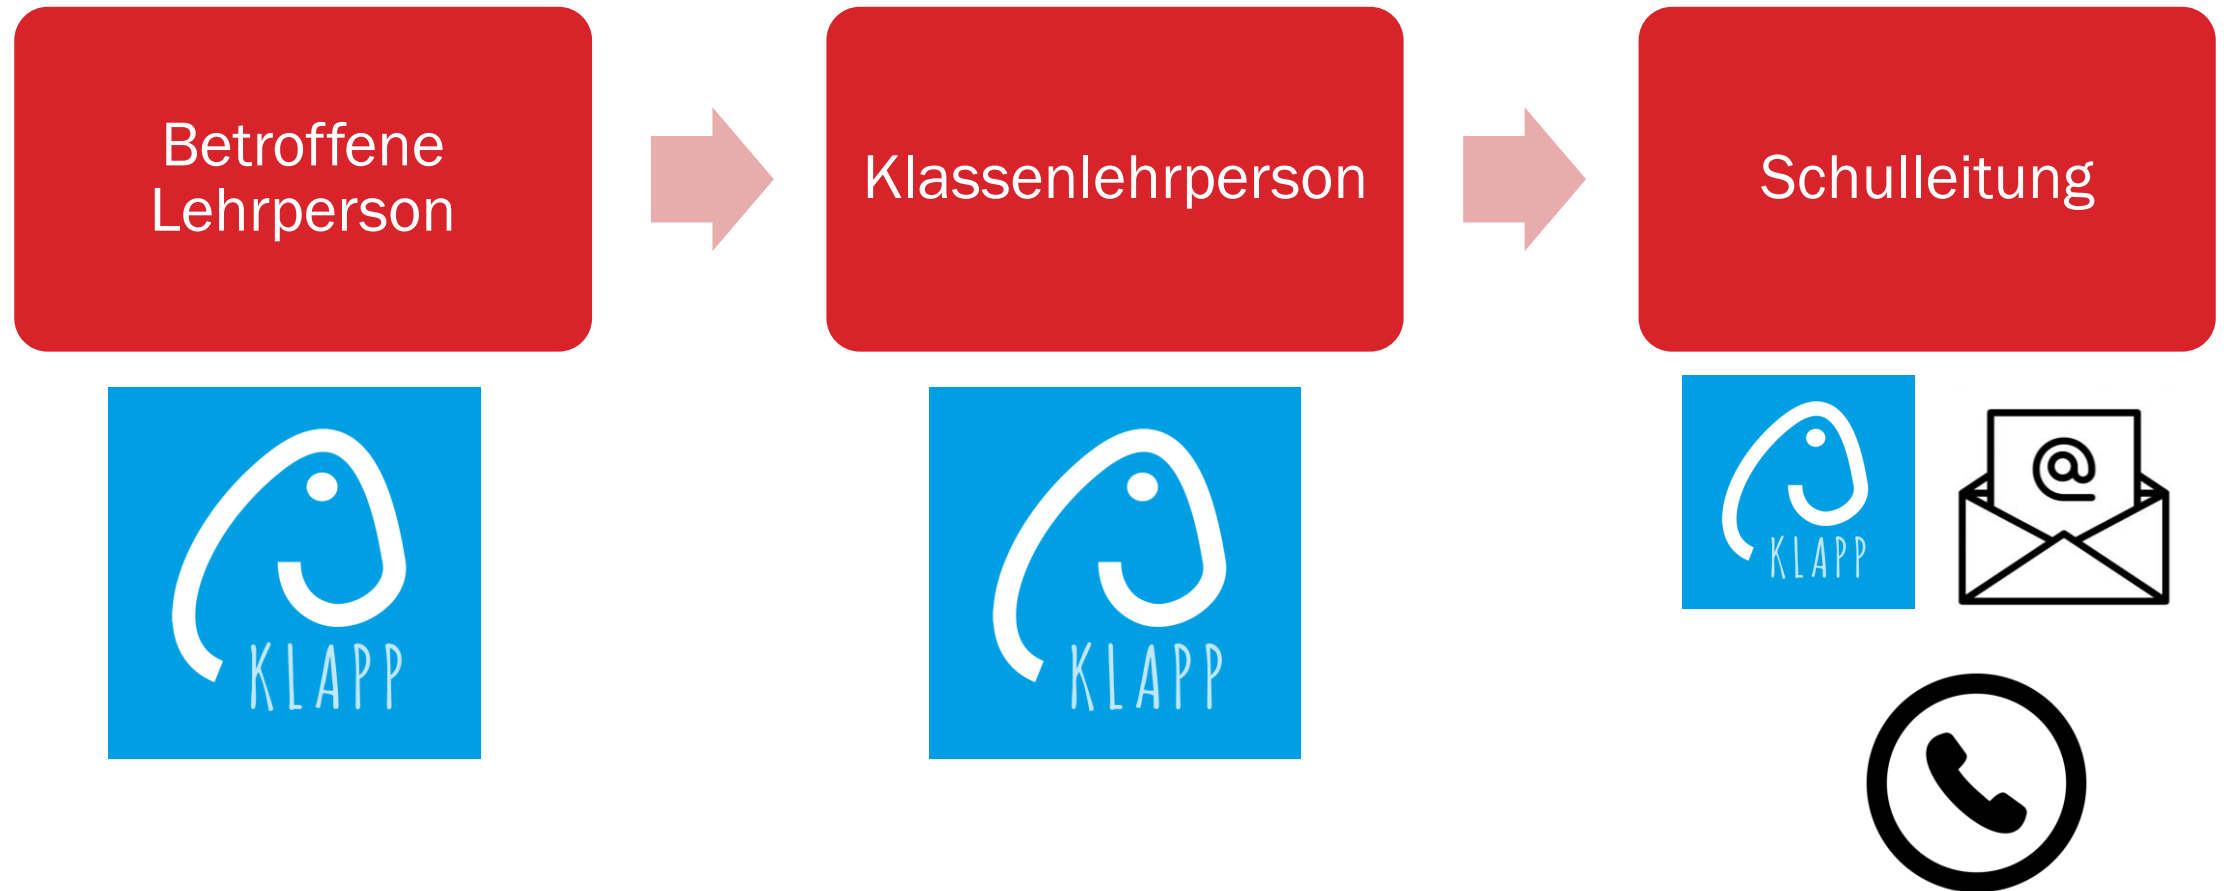 Betroffene
Lehrperson
Klassenlehrperson
Schulleitung
KLAPP
KLAPP
KLAPP
@